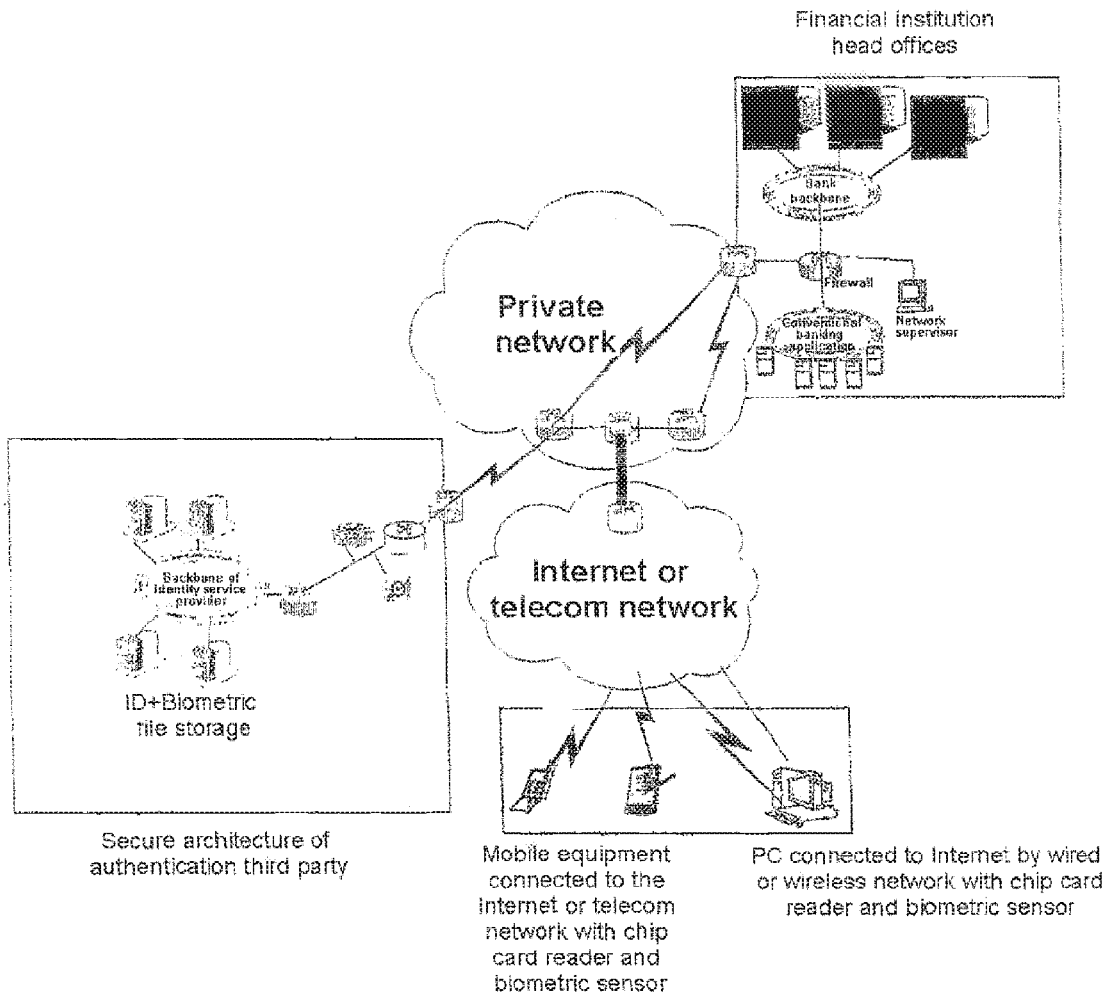 Financial institution
head offices
Bank
backbone
Firewall
Conventional
banking
application
Network
supervisor
Private
network
Backbone of
identity service
provider
ID+Biometric
file storage
Internet or
telecom network
Secure architecture of
authentication third party
Mobile equipment
connected to the
Internet or telecom
network with chip
card reader and
biometric sensor
PC connected to Internet by wired
or wireless network with chip card
reader and biometric sensor